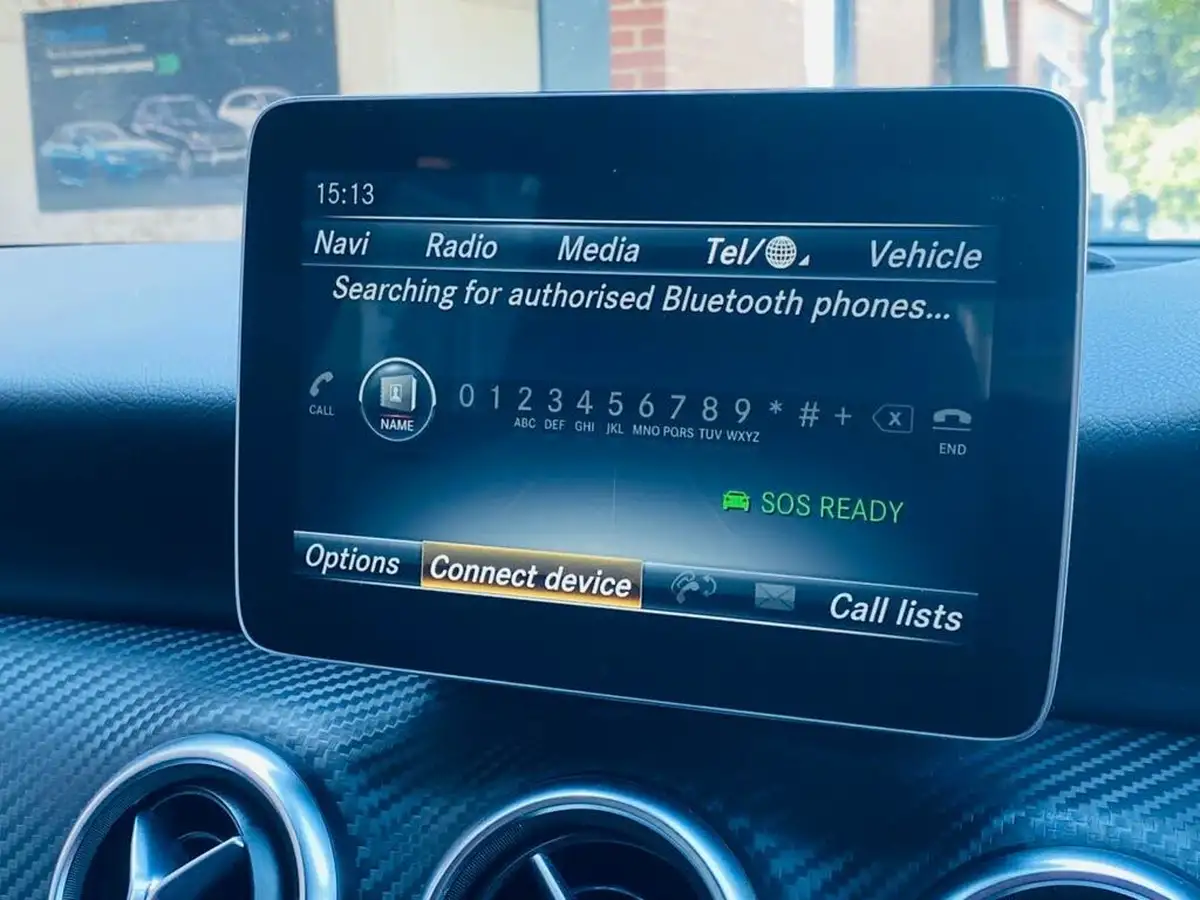 15:13
Navi Radio Media Tel/ Vehicle
Searching for authorised Bluetooth phones...
CALL NAME 0 1 2 3 4 5 6 7 8 9 * # + X END
ABC DEF GHI JKL MNO PQRS TUV WXYZ
SOS READY
Options Connect device Call lists